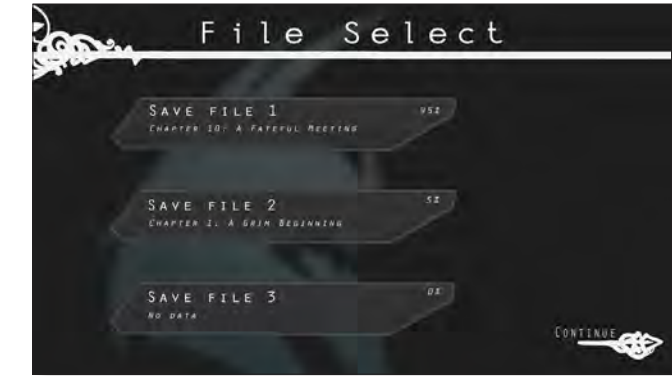 File Select
SAVE FILE 1
95%
CHAPTER 10: A FATEFUL MEETING
SAVE FILE 2
5%
CHAPTER 1: A GRIM BEGINNING
SAVE FILE 3
0%
NO DATA
CONTINUE